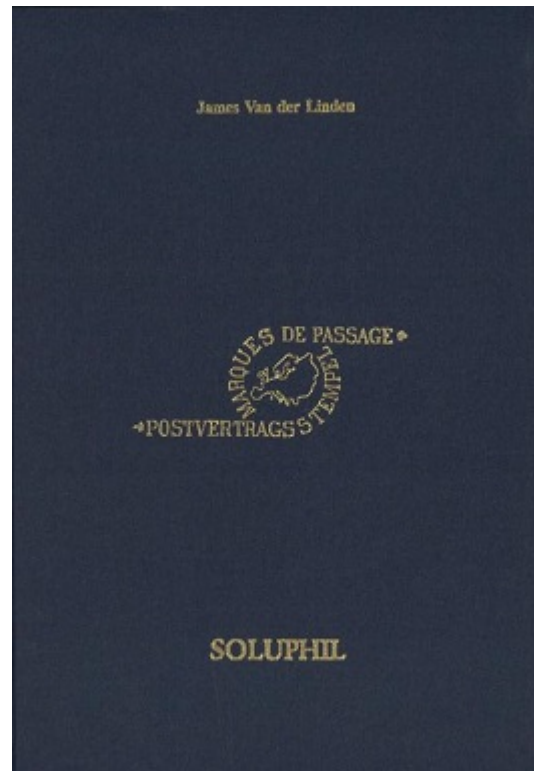 James Van der Linden
MARQUES DE PASSAGE
POSTVERTRAGSSTEMPEL
SOLUPHIL